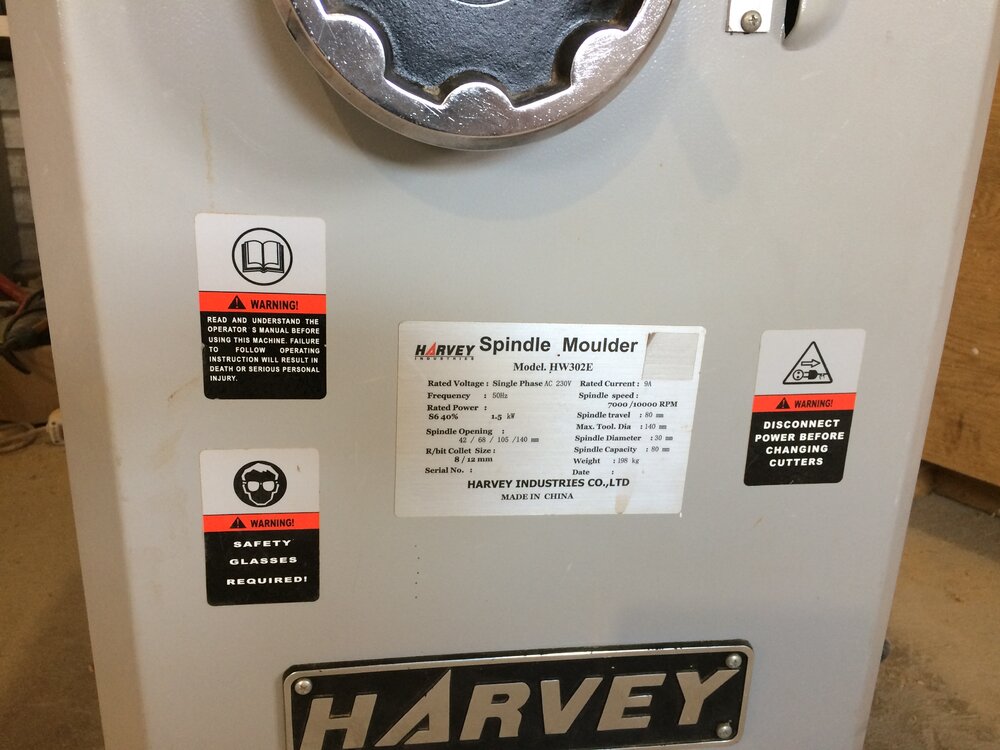 WARNING!
READ AND UNDERSTAND THE
OPERATOR S MANUAL BEFORE
USING THIS MACHINE. FAILURE
TO FOLLOW OPERATING
INSTRUCTION WILL RESULT IN
DEATH OR SERIOUS PERSONAL
INJURY.
WARNING!
SAFETY
GLASSES
REQUIRED!
HARVEY INDUSTRIES Spindle Moulder
Model. HW302E
Rated Voltage : Single Phase AC 230V Rated Current : 9A
Frequency : 50Hz Spindle speed :
7000 /10000 RPM
Rated Power :
S6 40% 1.5 kW Spindle travel : 80 mm
Max. Tool. Dia : 140 mm
Spindle Opening :
42 / 68 / 105 /140 mm Spindle Diameter : 30 mm
R/bit Collet Size : Spindle Capacity : 80 mm
8 / 12 mm Weight : 198 kg
Serial No. : Date :
HARVEY INDUSTRIES CO.,LTD
MADE IN CHINA
WARNING!
DISCONNECT
POWER BEFORE
CHANGING
CUTTERS
HARVEY